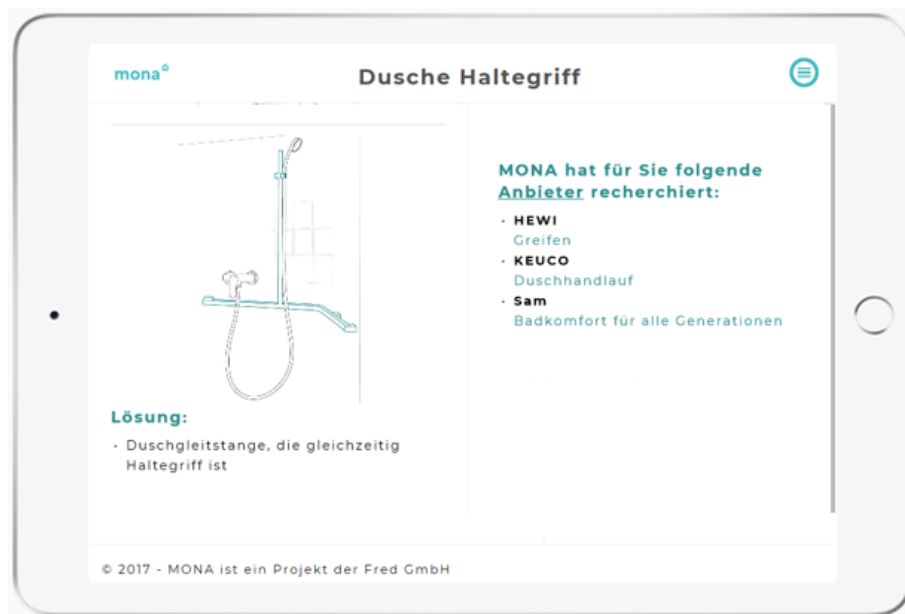 mona
Dusche Haltegriff
Lösung:
· Duschgleitstange, die gleichzeitig
Haltegriff ist
MONA hat für Sie folgende
Anbieter recherchiert:
· HEWI
Greifen
· KEUCO
Duschhandlauf
· Sam
Badkomfort für alle Generationen
© 2017 - MONA ist ein Projekt der Fred GmbH